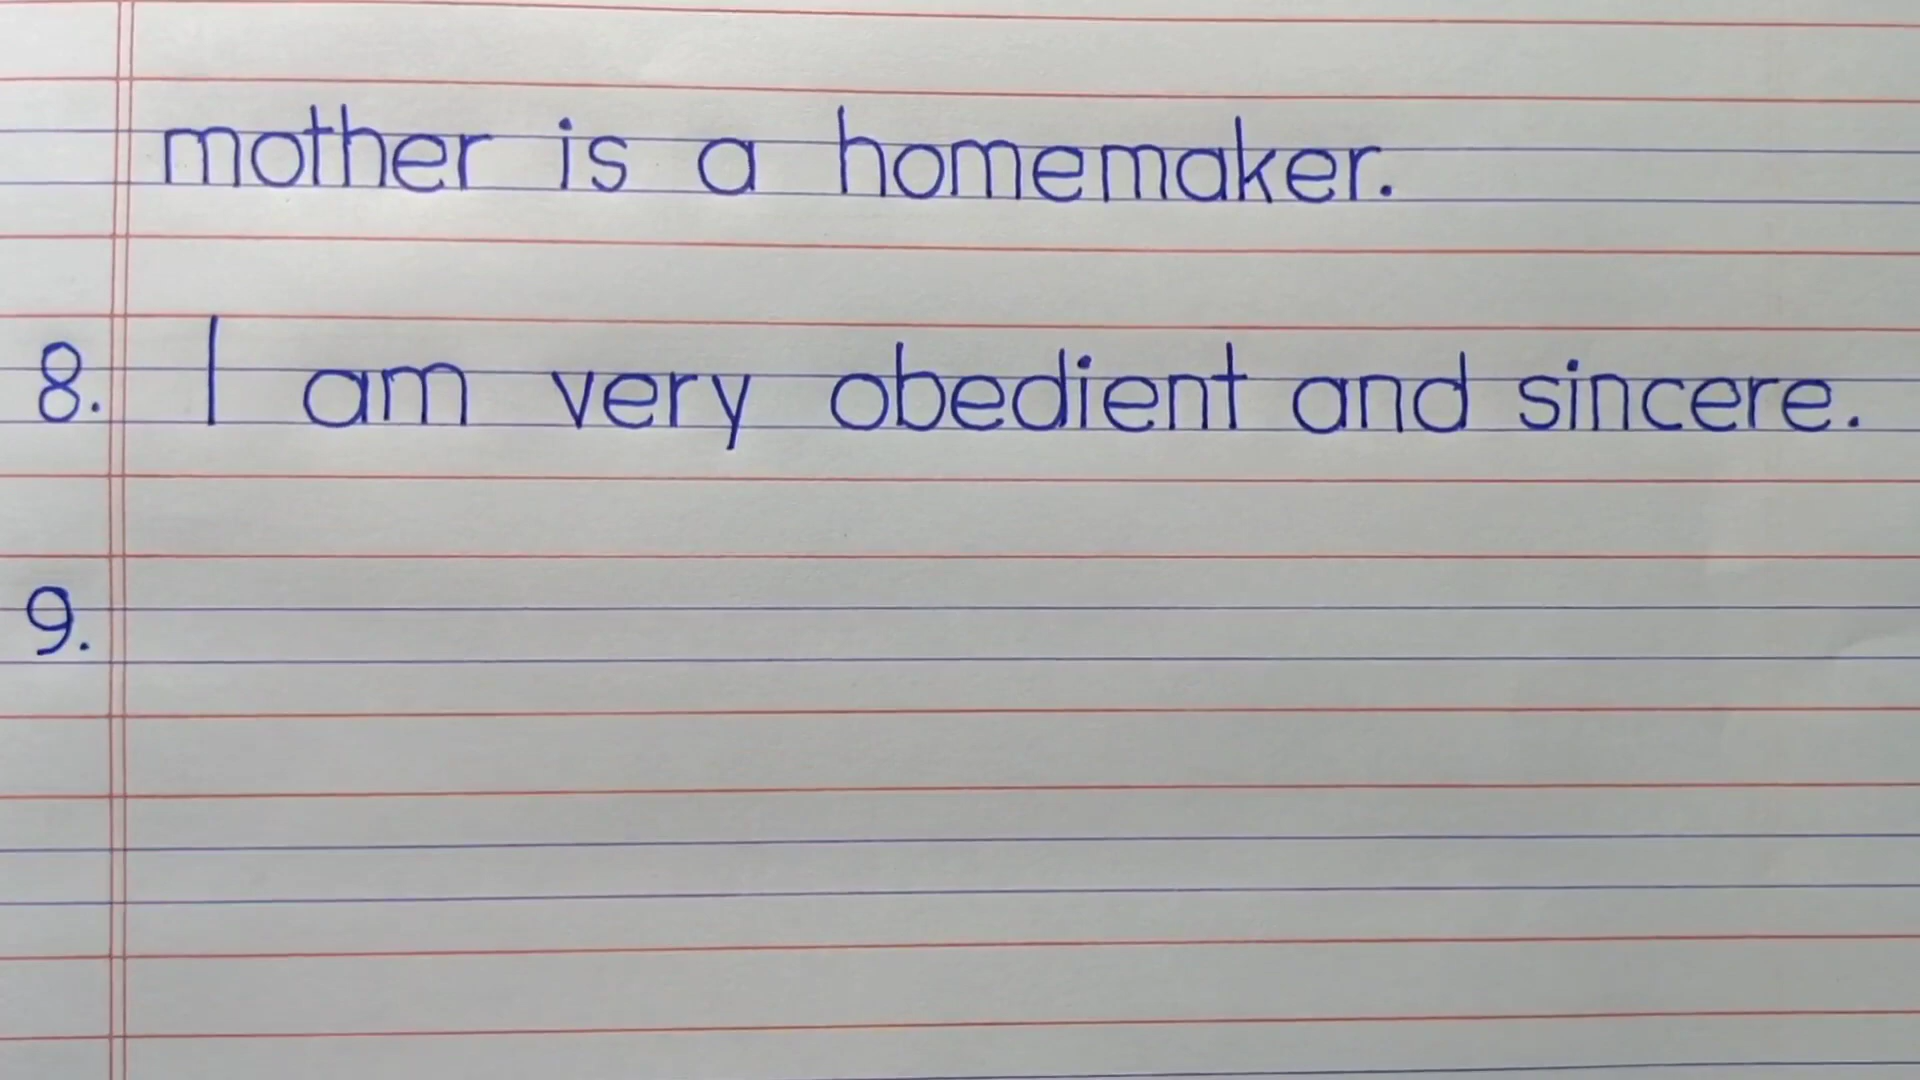 mother is a homemaker.
8. I am very obedient and sincere.
9.